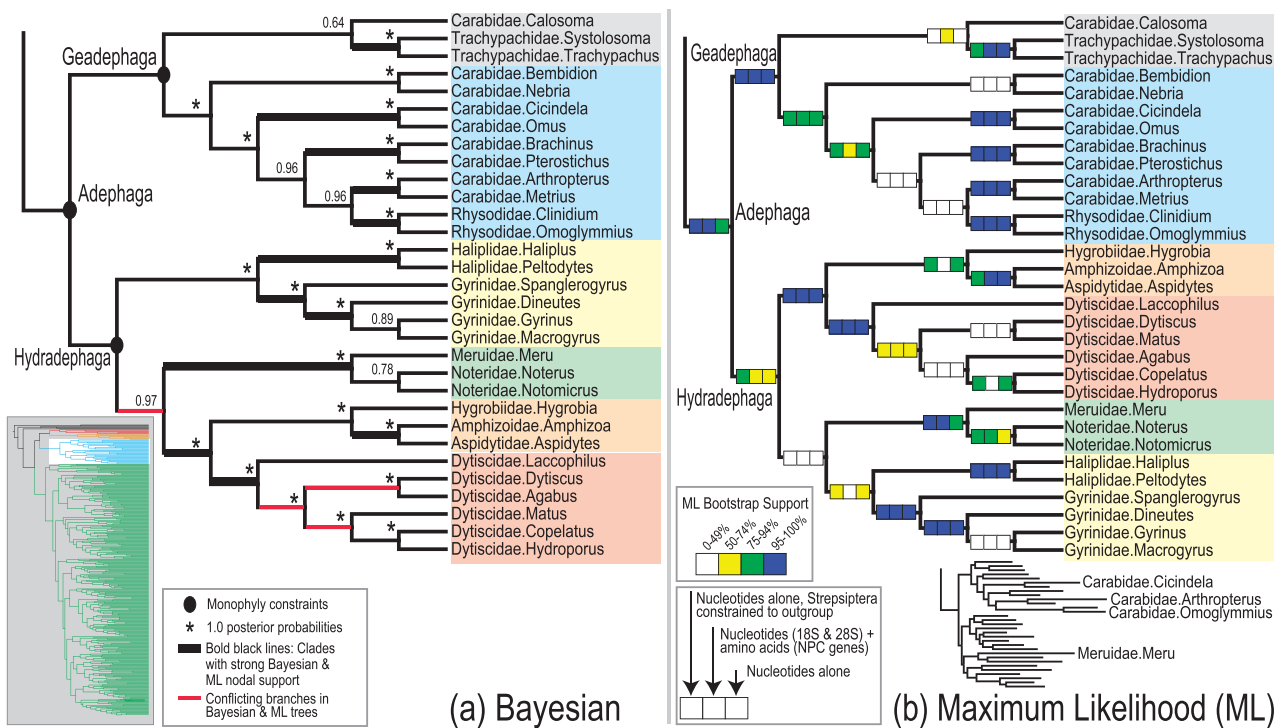 0.64
Carabidae.Calosoma
*
Trachypachidae.Systolosoma
Trachypachidae.Trachypachus
Geadephaga
*
Carabidae.Bembidion
Carabidae.Nebria
*
*
Carabidae.Cicindela
Carabidae.Omus
*
*
Carabidae.Brachinus
Carabidae.Pterostichus
0.96
*
Carabidae.Arthropterus
Carabidae.Metrius
0.96
*
Rhysodidae.Clinidium
Rhysodidae.Omoglymmius
Adephaga
*
Haliplidae.Haliplus
Haliplidae.Peltodytes
*
*
Gyrinidae.Spanglerogyrus
*
Gyrinidae.Dineutes
0.89
Gyrinidae.Gyrinus
Gyrinidae.Macrogyrus
Hydradephaga
*
Meruidae.Meru
0.78
Noteridae.Noterus
Noteridae.Notomicrus
0.97
*
Hygrobiidae.Hygrobia
*
*
Amphizoidae.Amphizoa
Aspidytidae.Aspidytes
*
Dytiscidae.Laccophilus
*
*
Dytiscidae.Dytiscus
Dytiscidae.Agabus
*
Dytiscidae.Matus
*
Dytiscidae.Copelatus
Dytiscidae.Hydroporus
Monophyly constraints
* 1.0 posterior probabilities
Bold black lines: Clades
with strong Bayesian &
ML nodal support
Conflicting branches in
Bayesian & ML trees
(a) Bayesian
Carabidae.Calosoma
Trachypachidae.Systolosoma
Trachypachidae.Trachypachus
Geadephaga
Carabidae.Bembidion
Carabidae.Nebria
Carabidae.Cicindela
Carabidae.Omus
Carabidae.Brachinus
Carabidae.Pterostichus
Carabidae.Arthropterus
Carabidae.Metrius
Rhysodidae.Clinidium
Rhysodidae.Omoglymmius
Adephaga
Hygrobiidae.Hygrobia
Amphizoidae.Amphizoa
Aspidytidae.Aspidytes
Dytiscidae.Laccophilus
Dytiscidae.Dytiscus
Dytiscidae.Matus
Dytiscidae.Agabus
Dytiscidae.Copelatus
Dytiscidae.Hydroporus
Hydradephaga
Meruidae.Meru
Noteridae.Noterus
Noteridae.Notomicrus
Haliplidae.Haliplus
Haliplidae.Peltodytes
Gyrinidae.Spanglerogyrus
Gyrinidae.Dineutes
Gyrinidae.Gyrinus
Gyrinidae.Macrogyrus
ML Bootstrap Support
0-49%
50-74%
75-94%
95-100%
Nucleotides alone, Strepsiptera
constrained to outgroup
Nucleotides (18S & 28S) +
amino acids (NPC genes)
Nucleotides alone
Carabidae.Cicindela
Carabidae.Arthropterus
Carabidae.Omoglymmius
Meruidae.Meru
(b) Maximum Likelihood (ML)